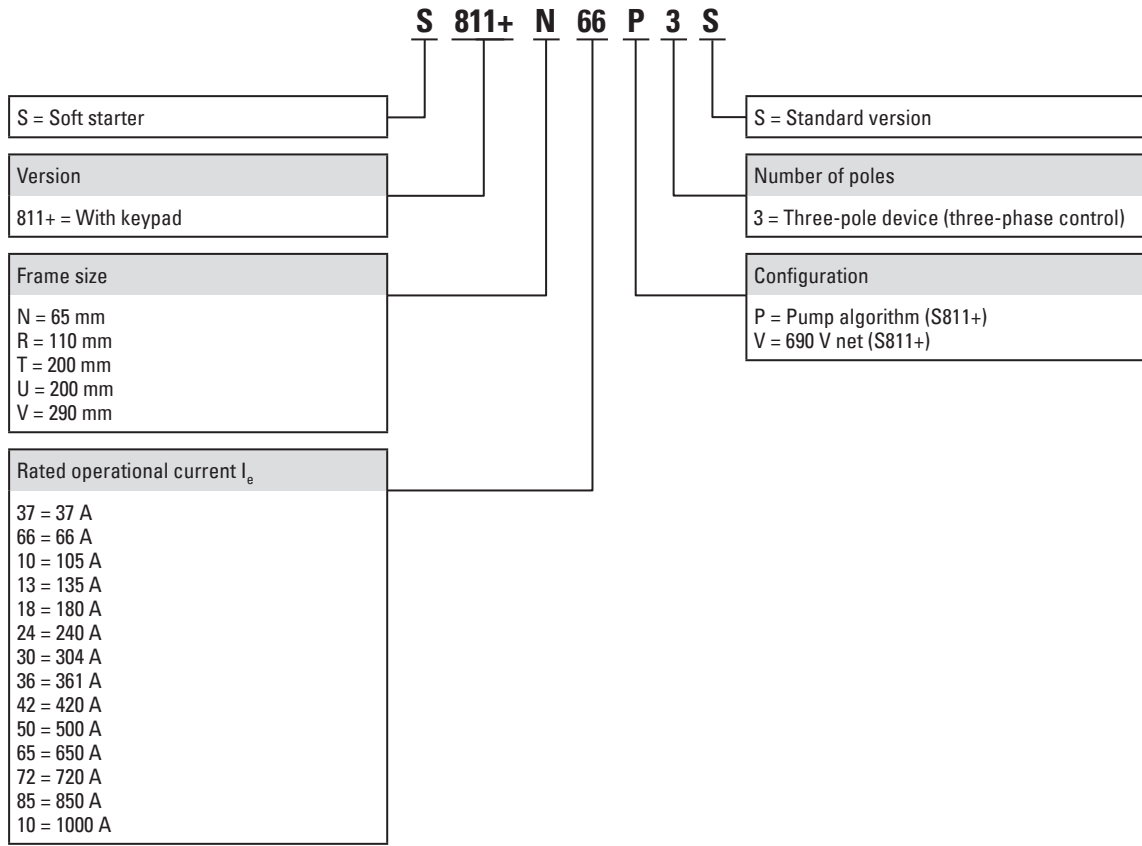 S 811+ N 66 P 3 S
S = Soft starter
Version
811+ = With keypad
Frame size
N = 65 mm
R = 110 mm
T = 200 mm
U = 200 mm
V = 290 mm
Rated operational current Ie
37 = 37 A
66 = 66 A
10 = 105 A
13 = 135 A
18 = 180 A
24 = 240 A
30 = 304 A
36 = 361 A
42 = 420 A
50 = 500 A
65 = 650 A
72 = 720 A
85 = 850 A
10 = 1000 A
S = Standard version
Number of poles
3 = Three-pole device (three-phase control)
Configuration
P = Pump algorithm (S811+)
V = 690 V net (S811+)